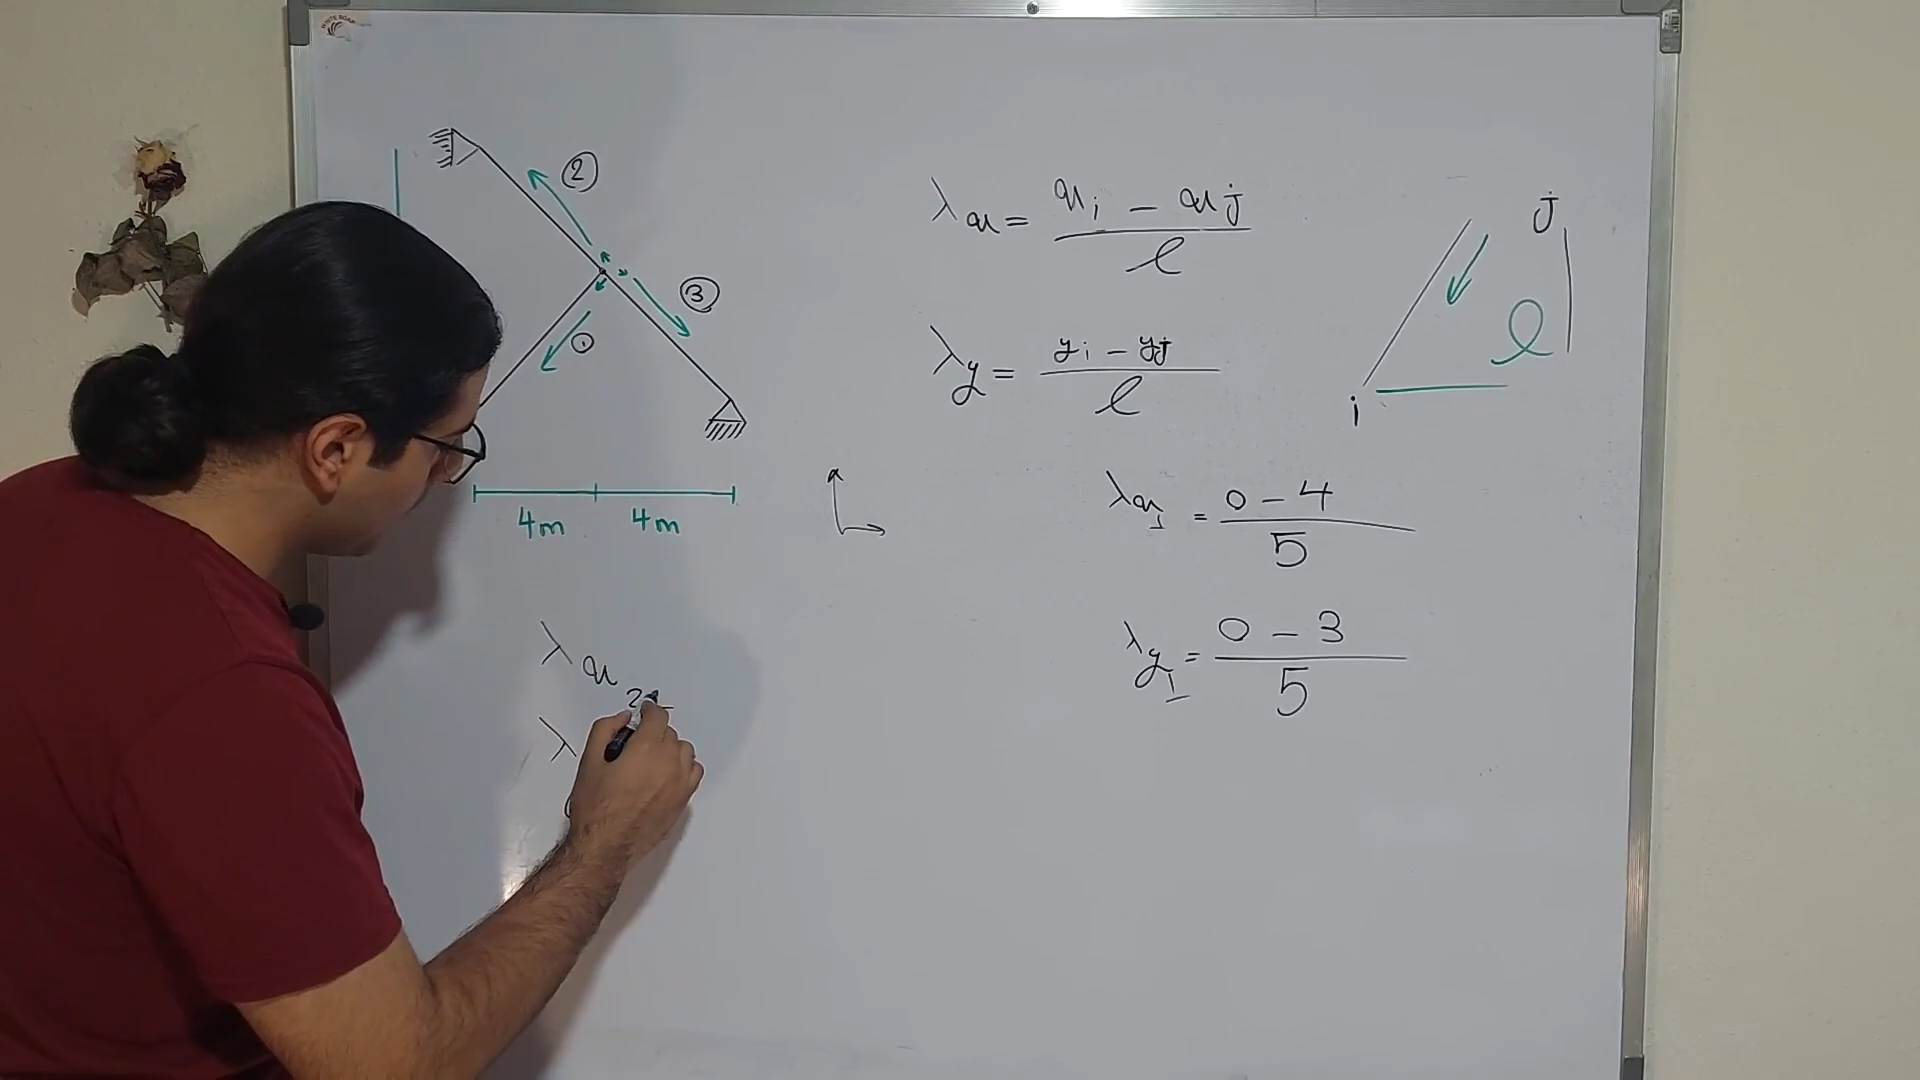 ②
③
①
4m 4m
λx = xi - xj / l
j
l
i
λy = yi - yj / l
λx1 = 0 - 4 / 5
λy1 = 0 - 3 / 5
λx2
λ